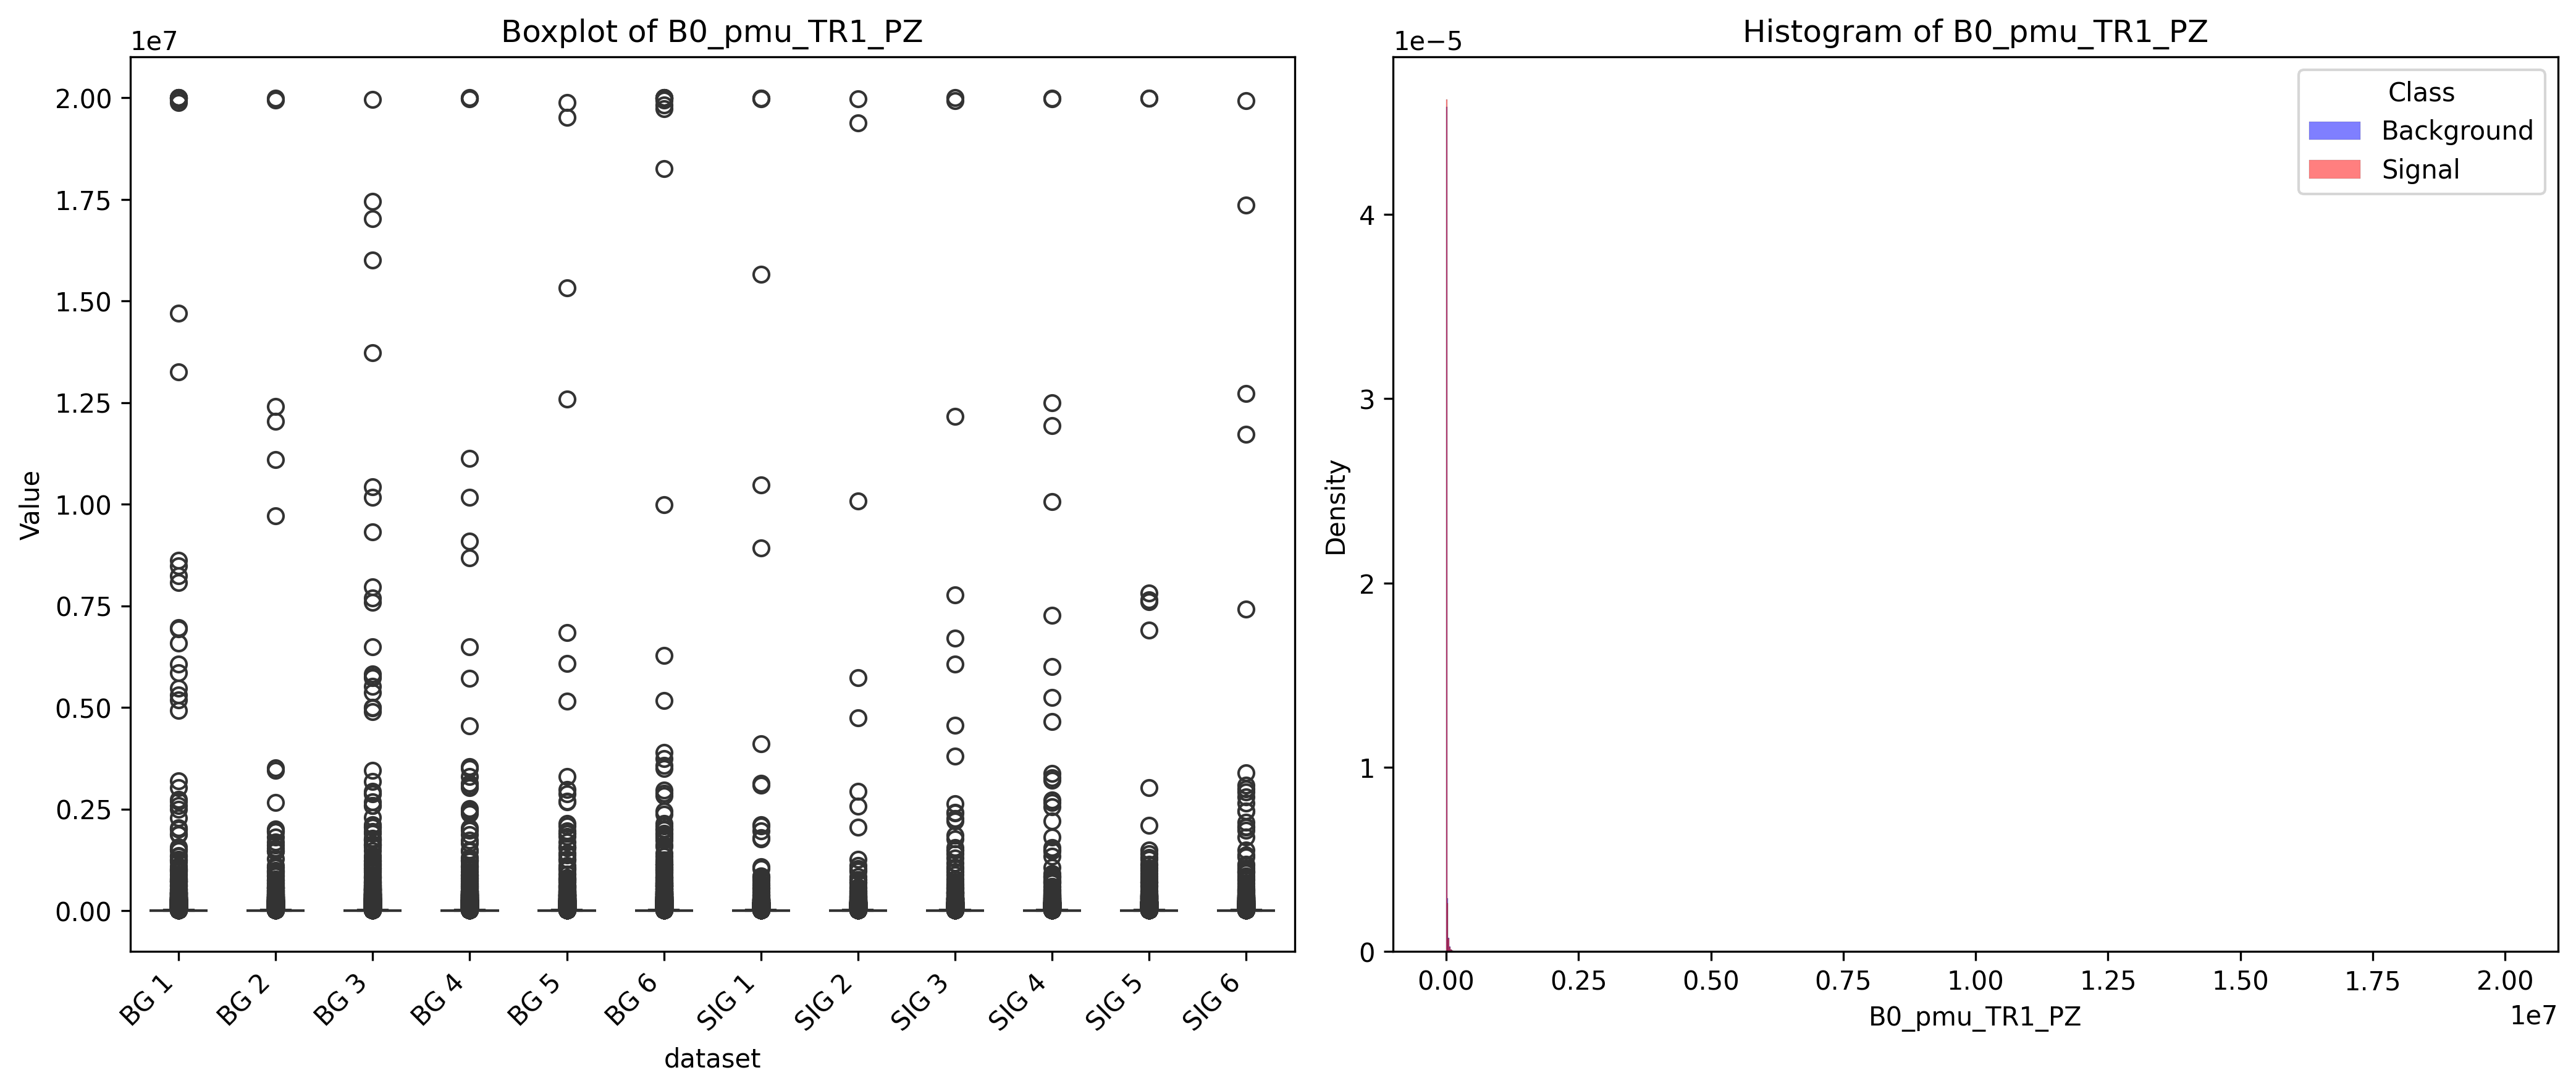 Boxplot of B0_pmu_TR1_PZ
1e7
2.00
1.75
1.50
1.25
1.00
0.75
0.50
0.25
0.00
Value
BG 1
BG 2
BG 3
BG 4
BG 5
BG 6
SIG 1
SIG 2
SIG 3
SIG 4
SIG 5
SIG 6
dataset
Histogram of B0_pmu_TR1_PZ
1e−5
Class
Background
Signal
4
3
2
1
0
Density
0.00 0.25 0.50 0.75 1.00 1.25 1.50 1.75 2.00
1e7
B0_pmu_TR1_PZ